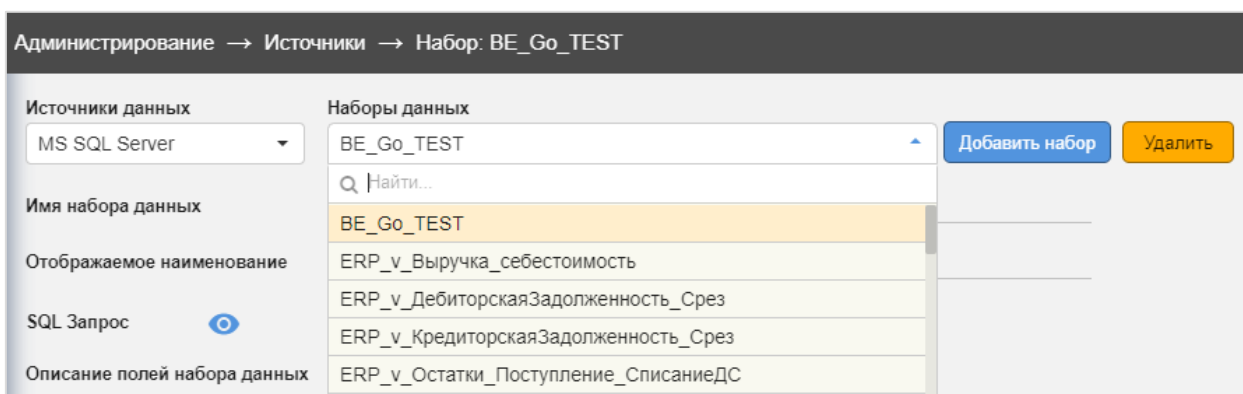 Администрирование → Источники → Набор: BE_Go_TEST
Источники данных
Наборы данных
MS SQL Server
BE_Go_TEST
Добавить набор
Удалить
Найти...
Имя набора данных
BE_Go_TEST
Отображаемое наименование
ERP_v_Выручка_себестоимость
ERP_v_ДебиторскаяЗадолженность_Срез
SQL Запрос
ERP_v_КредиторскаяЗадолженность_Срез
Описание полей набора данных
ERP_v_Остатки_Поступление_СписаниеДС